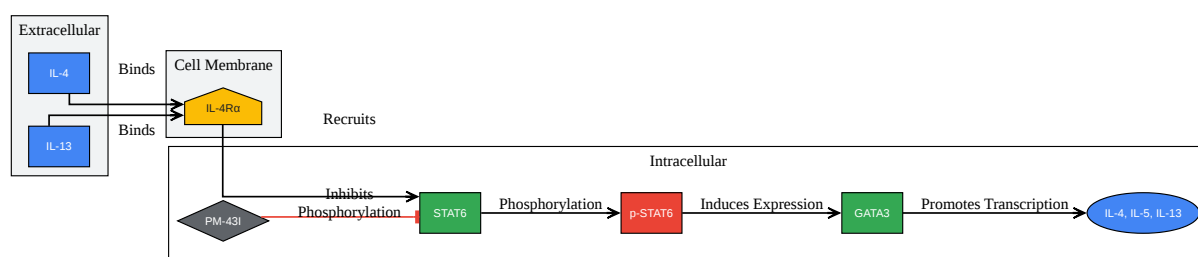 Extracellular
IL-4
Binds
Cell Membrane
IL-4Rα
Binds
IL-13
Recruits
Intracellular
Inhibits
Phosphorylation
PM-43I
STAT6
Phosphorylation
p-STAT6
Induces Expression
GATA3
Promotes Transcription
IL-4, IL-5, IL-13